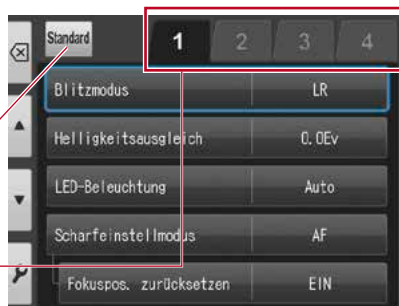 Standard 1 2 3 4
Blitzmodus LR
Helligkeitsausgleich 0.0Ev
LED-Beleuchtung Auto
Scharfeinstellmodus AF
Fokuspos. zurücksetzen EIN